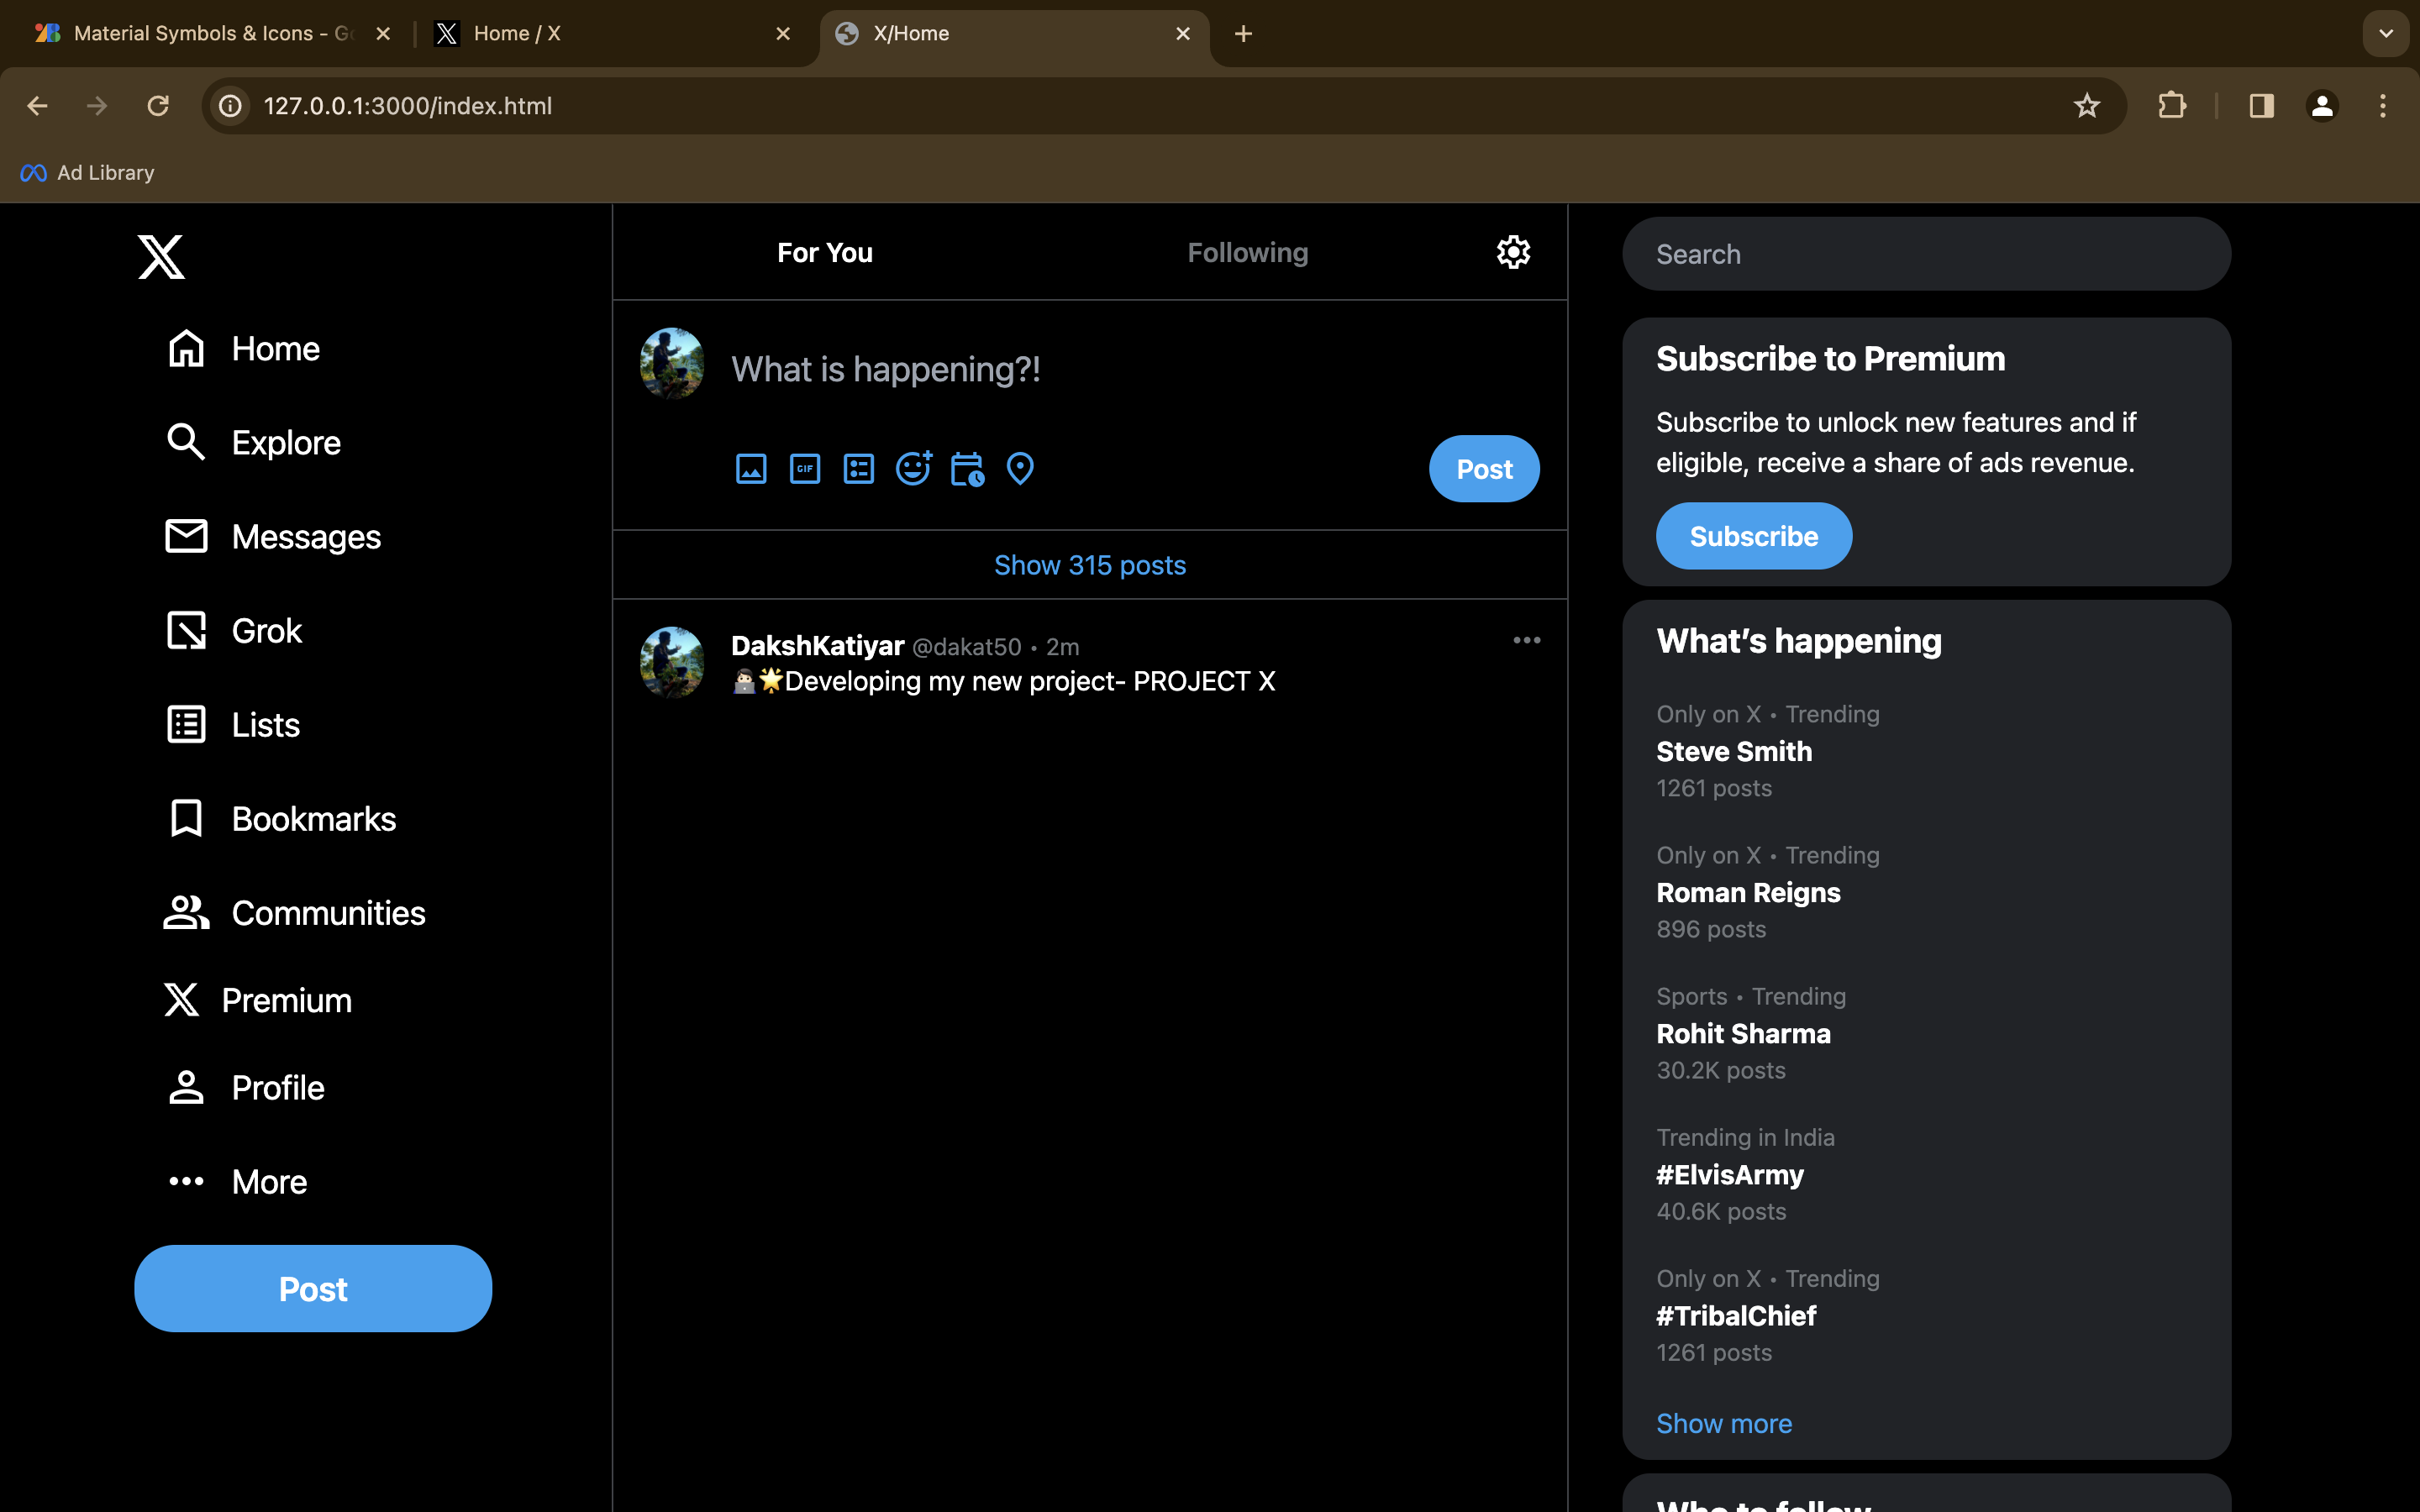 Material Symbols & Icons - Go
Home / X
X/Home
127.0.0.1:3000/index.html
Ad Library
Home
Explore
Messages
Grok
Lists
Bookmarks
Communities
Premium
Profile
More
Post
For You
Following
What is happening?!
GIF
Post
Show 315 posts
DakshKatiyar @dakat50 • 2m
👨🏻‍💻🌟Developing my new project- PROJECT X
Search
Subscribe to Premium
Subscribe to unlock new features and if
eligible, receive a share of ads revenue.
Subscribe
What’s happening
Only on X • Trending
Steve Smith
1261 posts
Only on X • Trending
Roman Reigns
896 posts
Sports • Trending
Rohit Sharma
30.2K posts
Trending in India
#ElvisArmy
40.6K posts
Only on X • Trending
#TribalChief
1261 posts
Show more
Who to follow